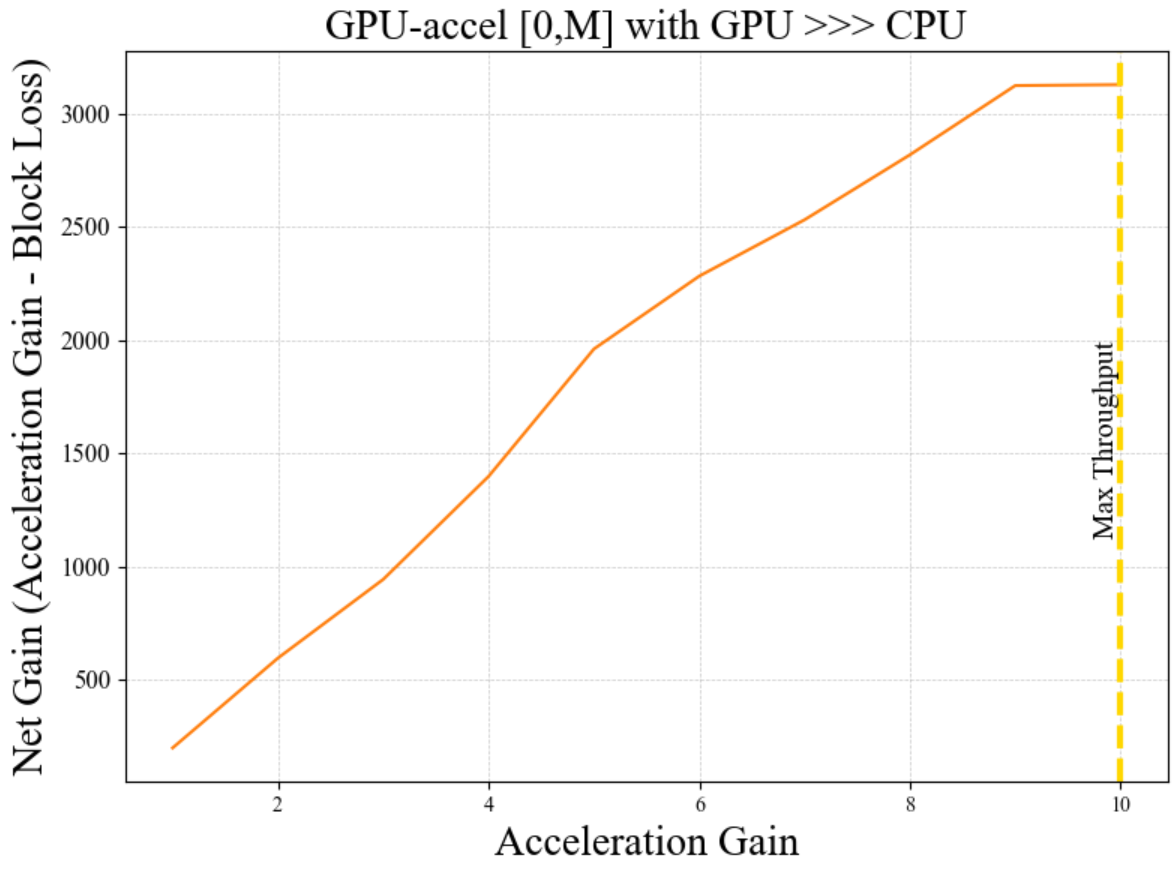 GPU-accel [0,M] with GPU >>> CPU
Net Gain (Acceleration Gain - Block Loss)
3000
2500
2000
1500
1000
500
Max Throughput
2
4
6
8
10
Acceleration Gain